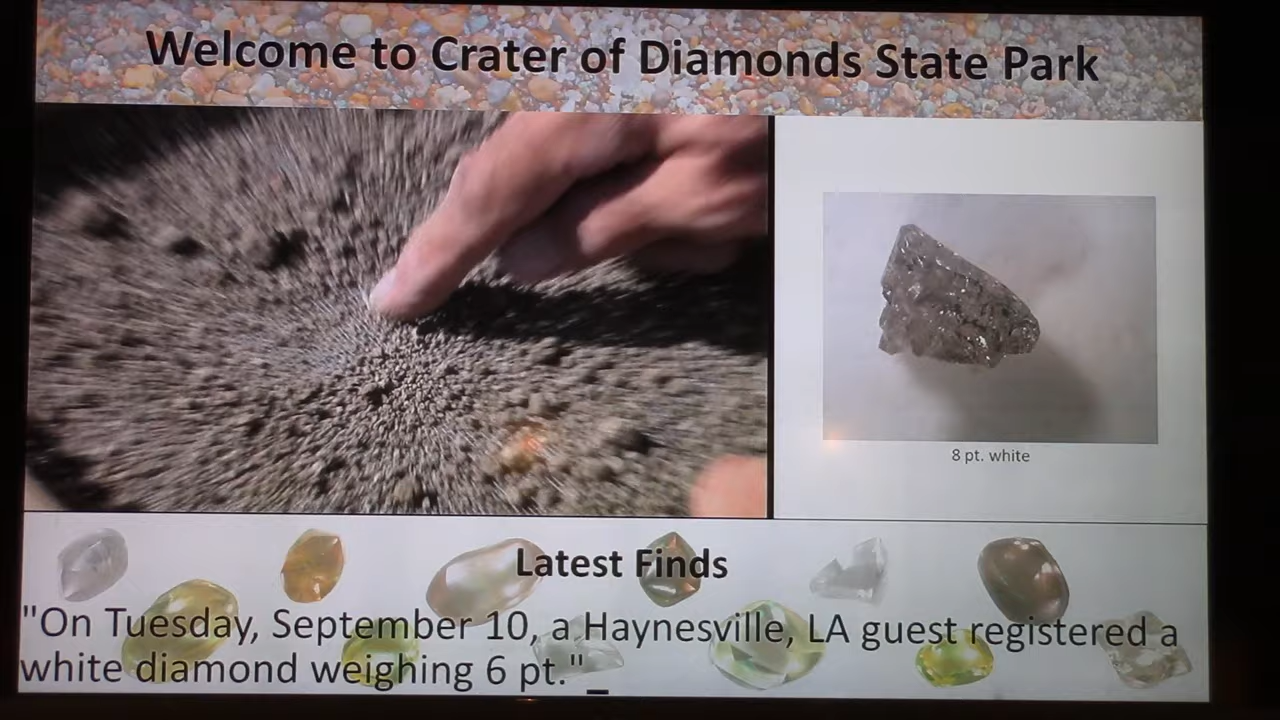 Welcome to Crater of Diamonds State Park
8 pt. white
Latest Finds
"On Tuesday, September 10, a Haynesville, LA guest registered a
white diamond weighing 6 pt."